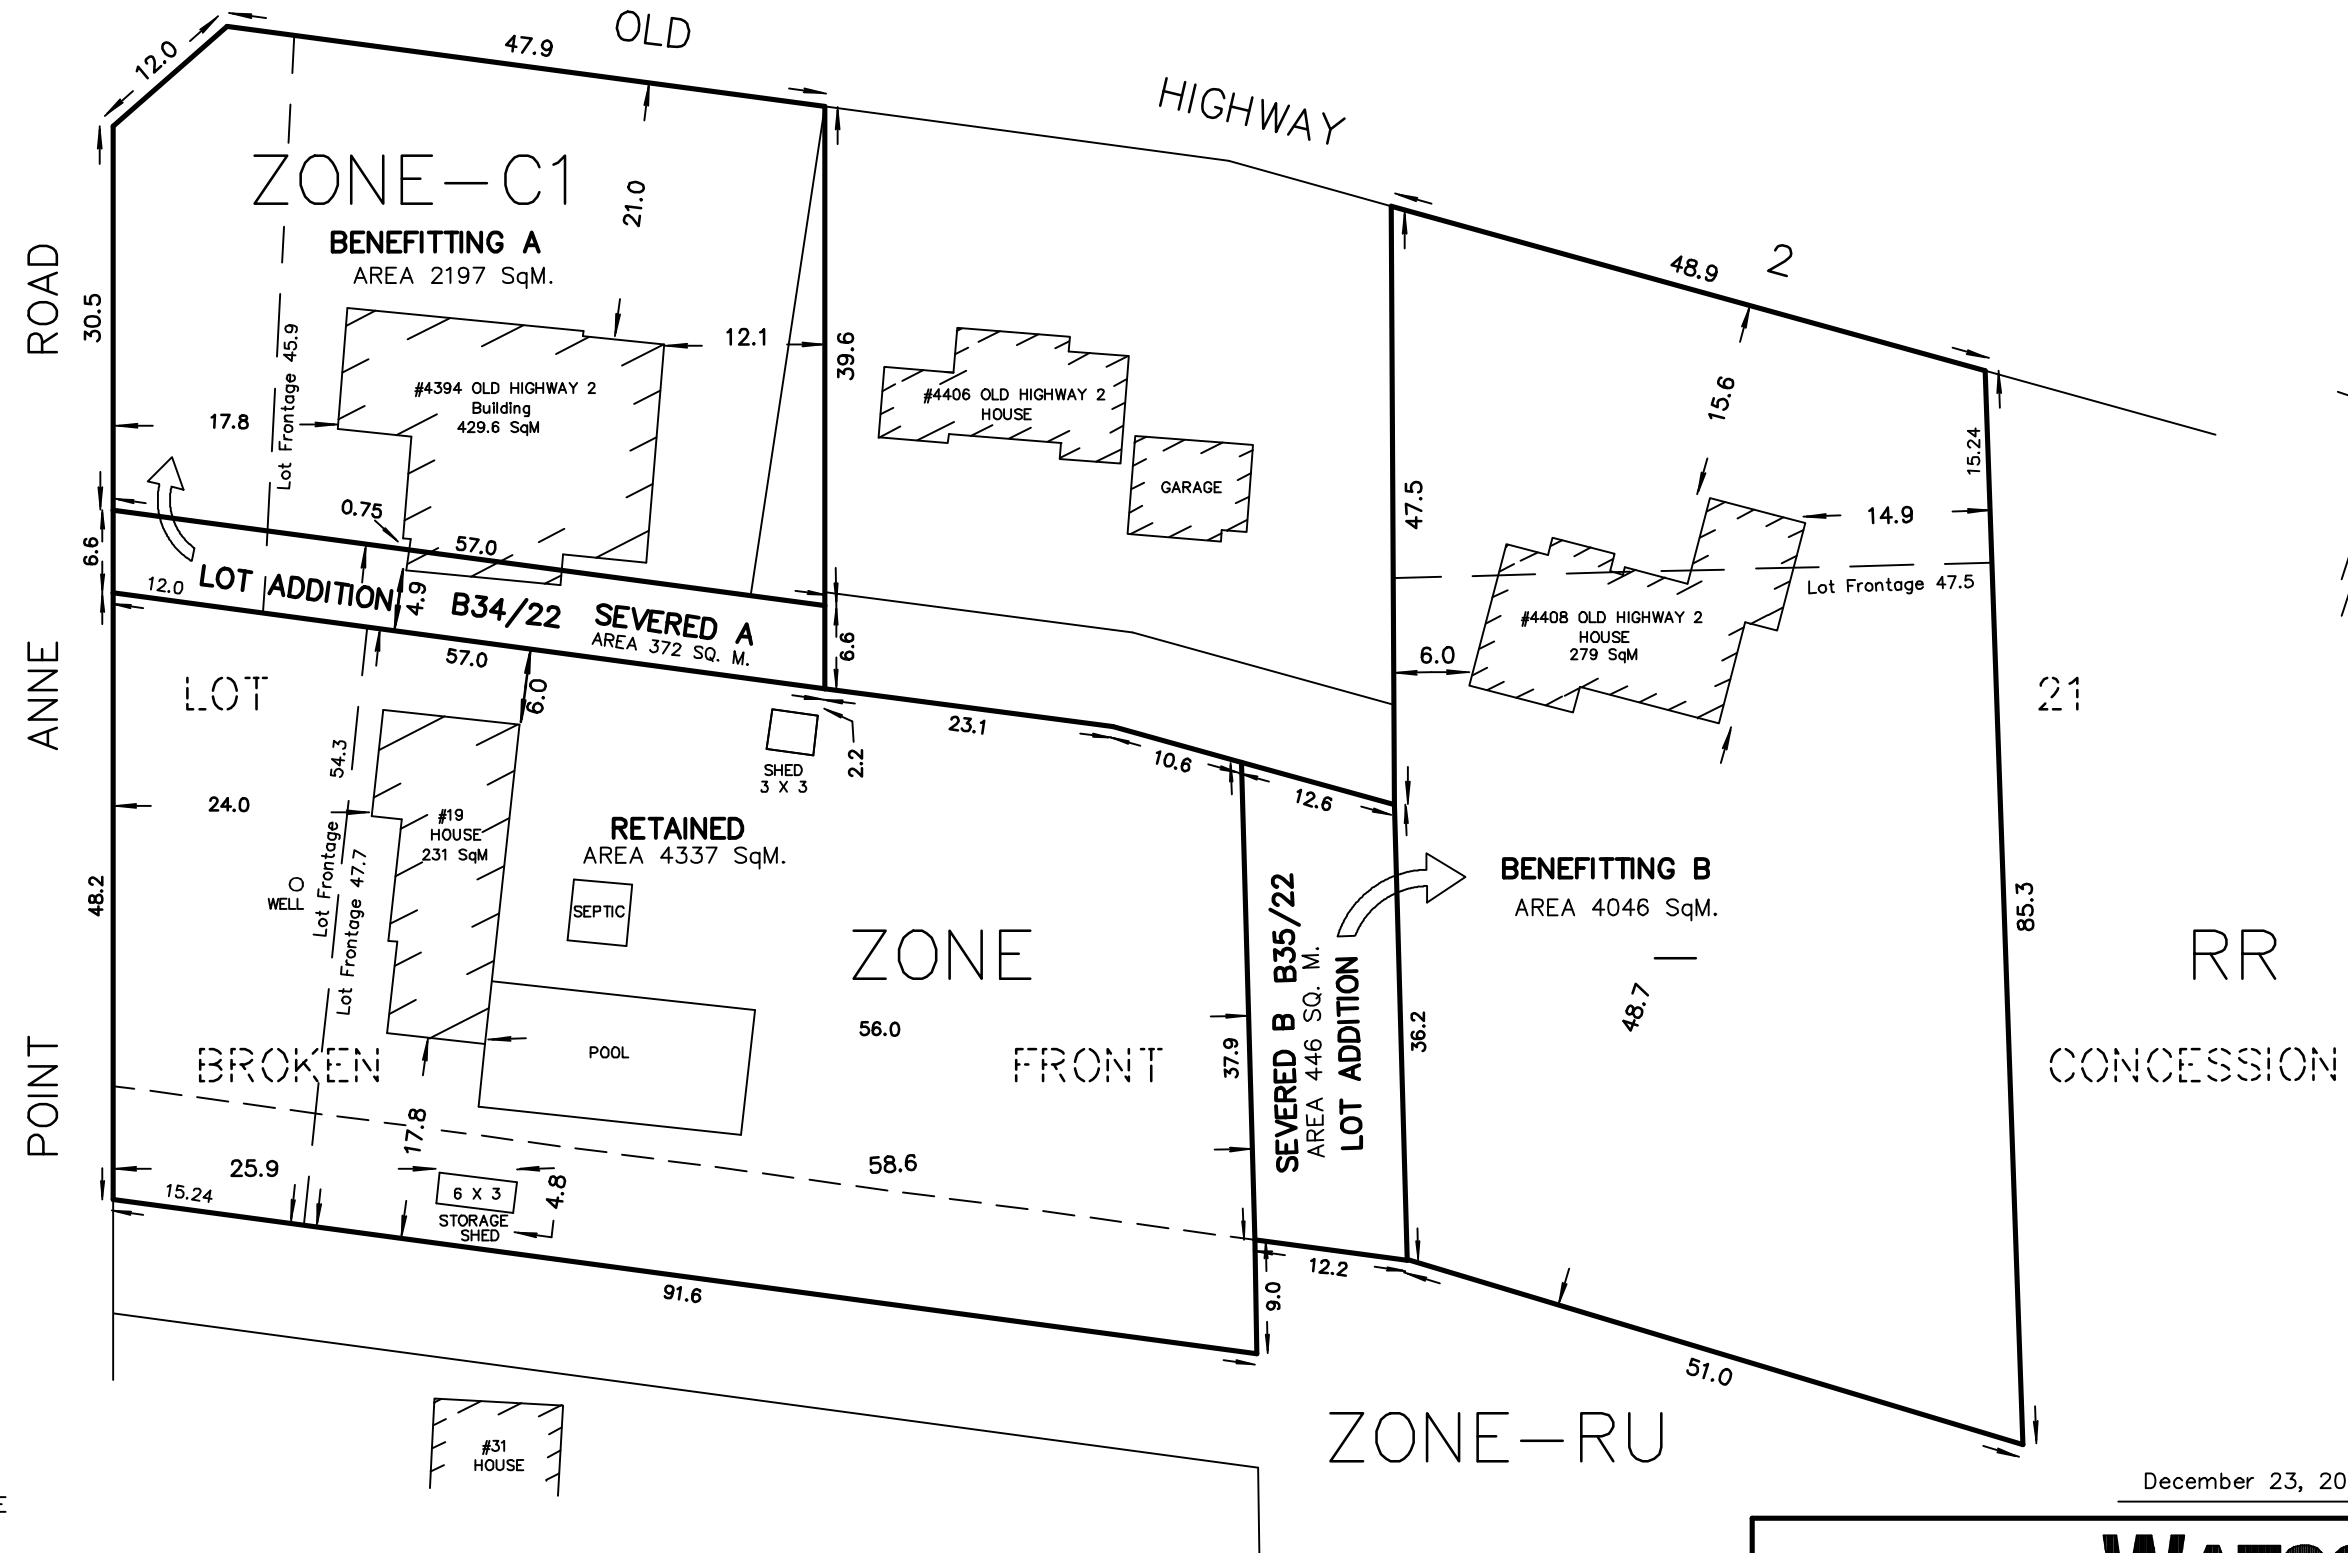 OLD
HIGHWAY
2
12.0
47.9
ZONE-C1
BENEFITTING A
AREA 2197 SqM.
21.0
ROAD
30.5
Lot Frontage 45.9
12.1
39.6
#4394 OLD HIGHWAY 2
Building
429.6 SqM
17.8
0.75
57.0
#4406 OLD HIGHWAY 2
HOUSE
GARAGE
48.9
15.6
15.24
47.5
14.9
Lot Frontage 47.5
#4408 OLD HIGHWAY 2
HOUSE
279 SqM
6.0
6.6
12.0
LOT ADDITION
4.9
B34/22
SEVERED A
AREA 372 SQ. M.
6.6
57.0
ANNE
LOT
21
54.3
6.0
SHED
3 X 3
2.2
23.1
10.6
12.6
24.0
#19
HOUSE
231 SqM
RETAINED
AREA 4337 SqM.
BENEFITTING B
AREA 4046 SqM.
48.2
WELL
Lot Frontage
Lot Frontage 47.7
SEPTIC
ZONE
—
RR
85.3
SEVERED B B35/22
AREA 446 SQ. M.
LOT ADDITION
48.7
56.0
37.9
36.2
POINT
BROKEN
POOL
FRONT
CONCESSION
17.8
25.9
15.24
6 X 3
STORAGE
SHED
4.8
58.6
91.6
9.0
12.2
51.0
ZONE-RU
#31
HOUSE
December 23, 20